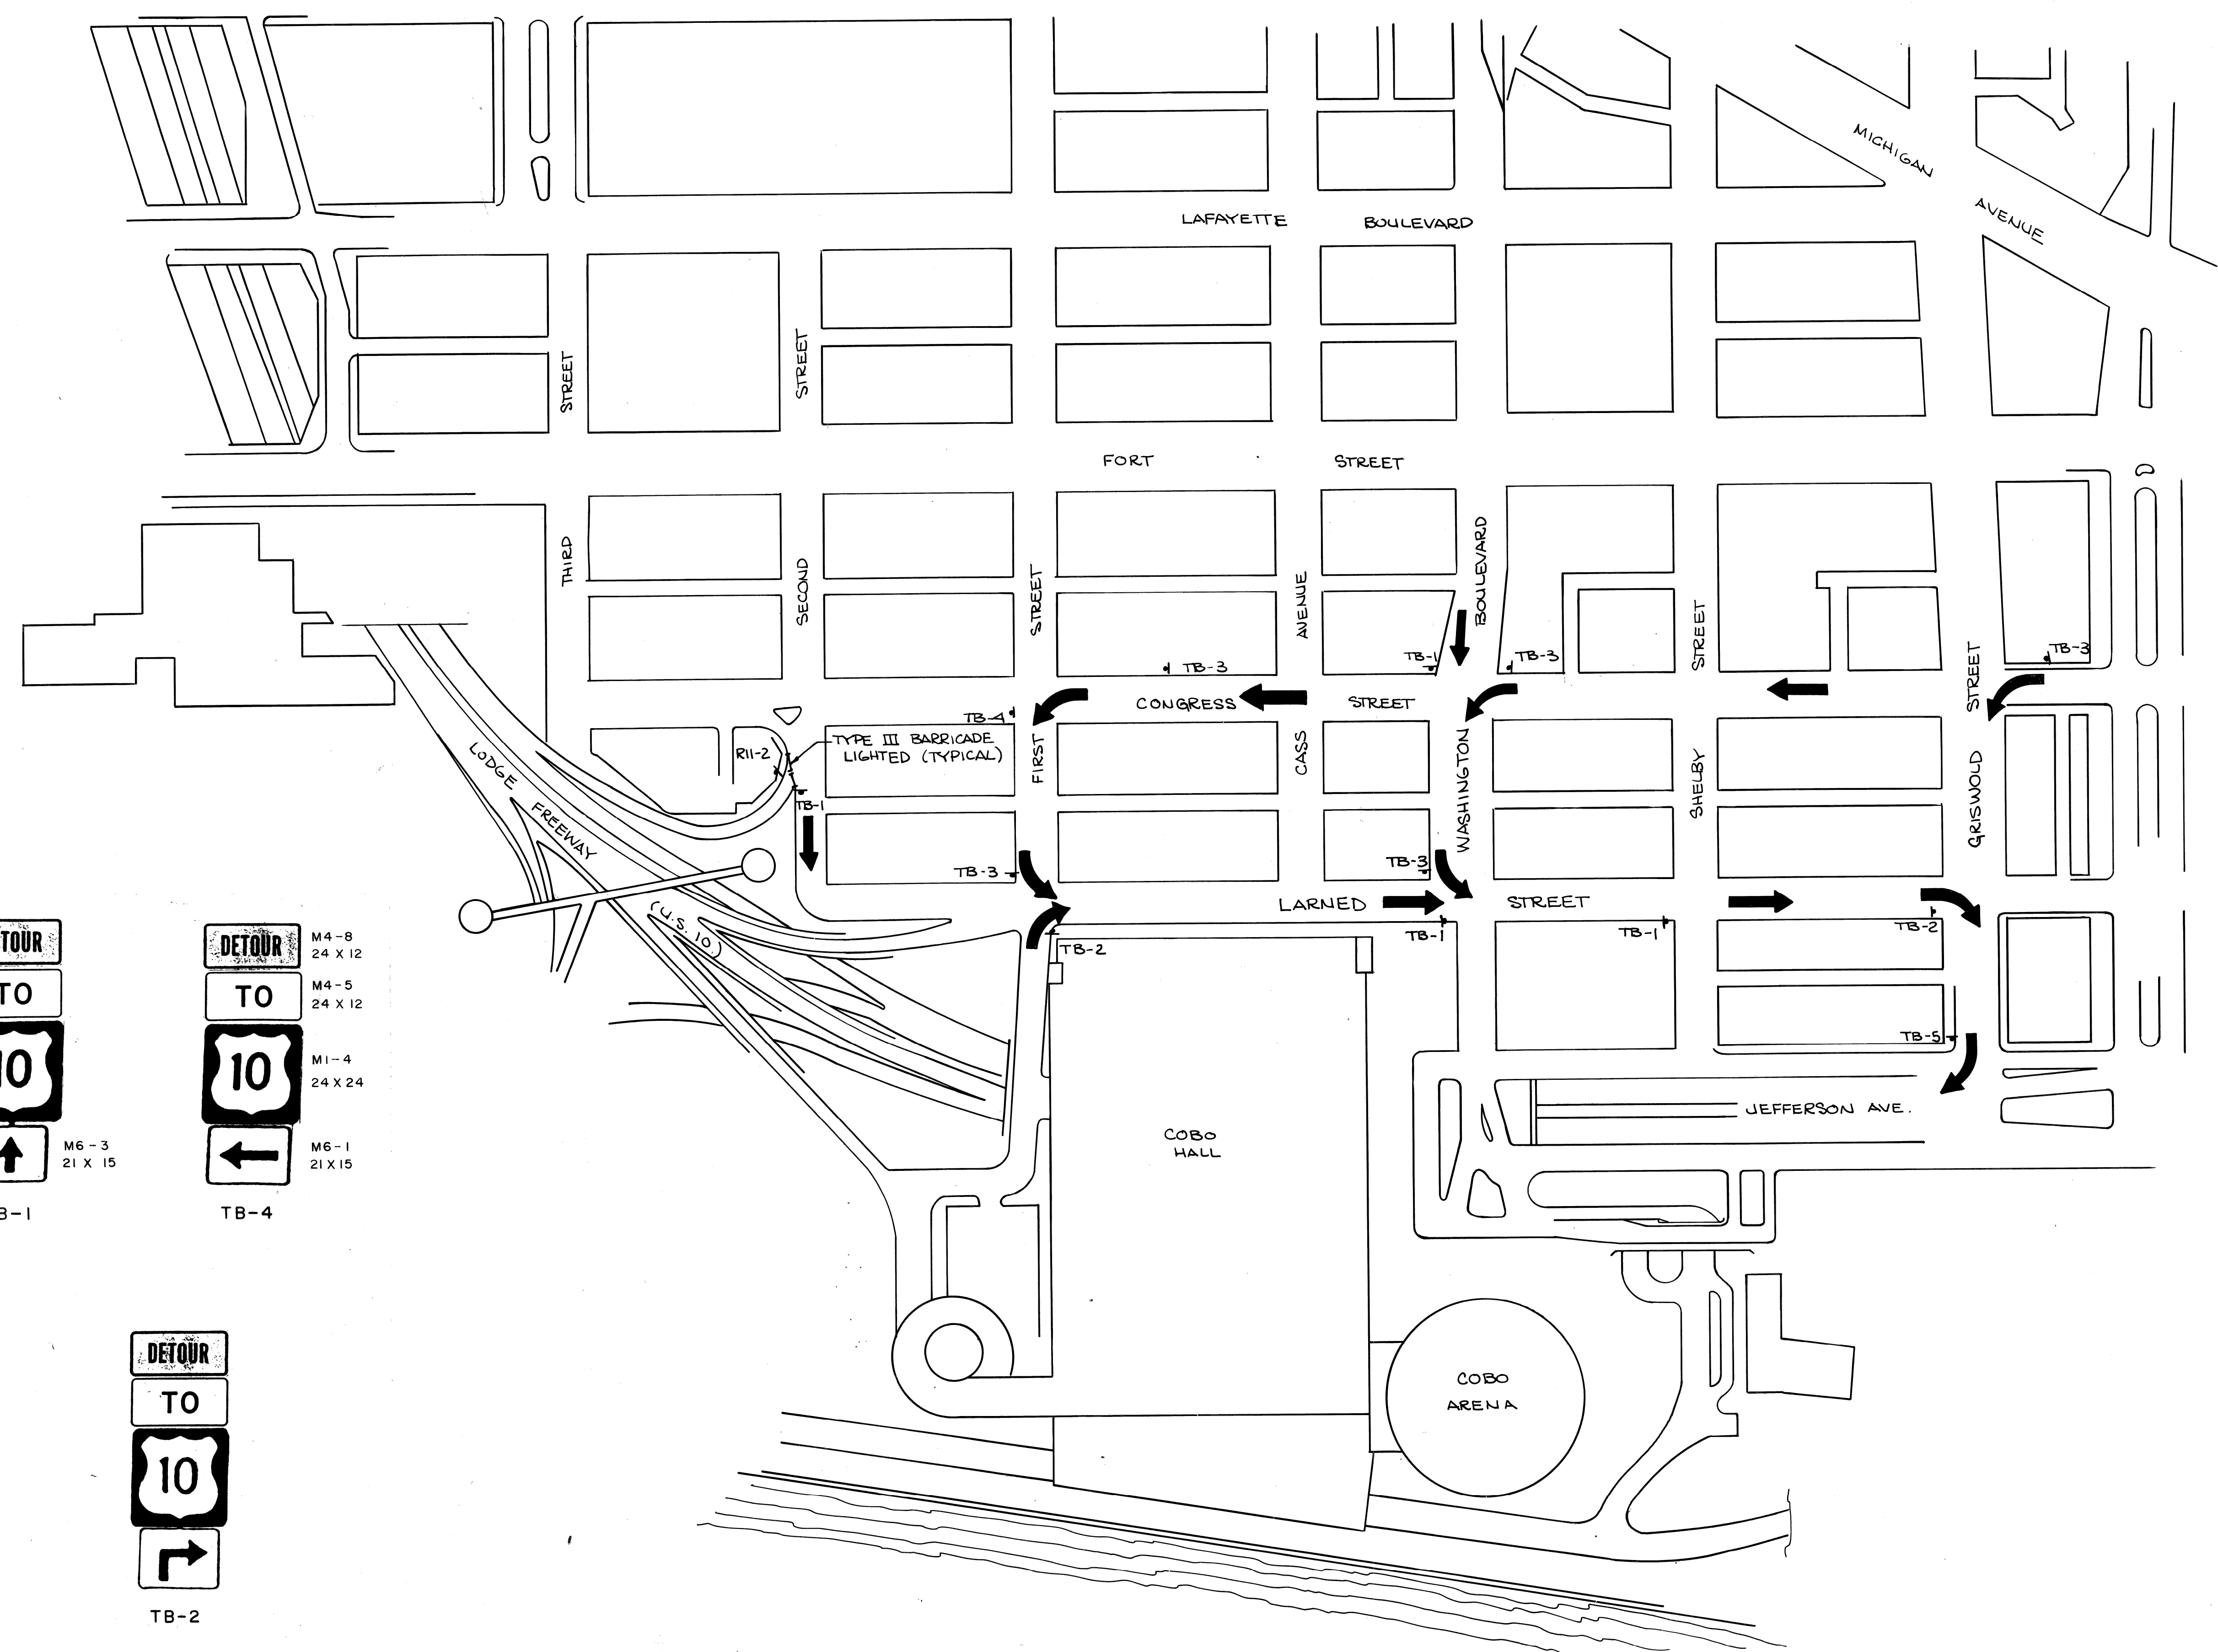 MICHIGAN
AVENUE
LAFAYETTE BOULEVARD
STREET
STREET
FORT STREET
THIRD
SECOND
STREET
AVENUE
BOULEVARD
STREET
STREET
TB-3
TB-1
TB-3
TB-3
CONGRESS STREET
TB-4
R11-2
TYPE III BARRICADE
LIGHTED (TYPICAL)
FIRST
CASS
WASHINGTON
SHELBY
GRISWOLD
LODGE FREEWAY
(U.S. 10)
TB-1
TB-3
TB-3
LARNED STREET
TB-2
TB-1
TB-1
TB-2
TB-5
JEFFERSON AVE.
COBO
HALL
COBO
ARENA
TOUR
TO
10
M6-3
21 X 15
B-1
DETOUR
M4-8
24 X 12
TO
M4-5
24 X 12
10
M1-4
24 X 24
M6-1
21 X 15
TB-4
DETOUR
TO
10
TB-2